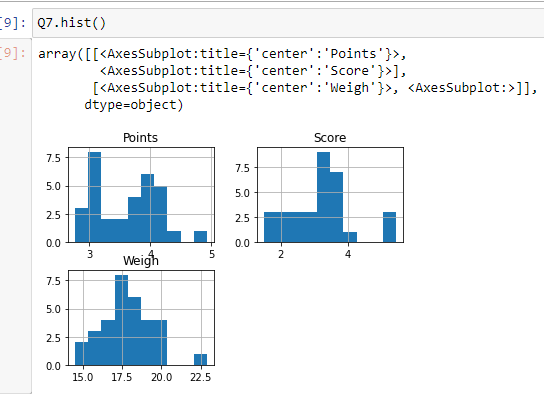 [9]: Q7.hist()
[9]: array([[<AxesSubplot:title={'center':'Points'}>,
<AxesSubplot:title={'center':'Score'}>],
[<AxesSubplot:title={'center':'Weigh'}>, <AxesSubplot:>]],
dtype=object)
Points
7.5
5.0
2.5
0.0
3 4 5
Score
7.5
5.0
2.5
0.0
2 4
Weigh
7.5
5.0
2.5
0.0
15.0 17.5 20.0 22.5